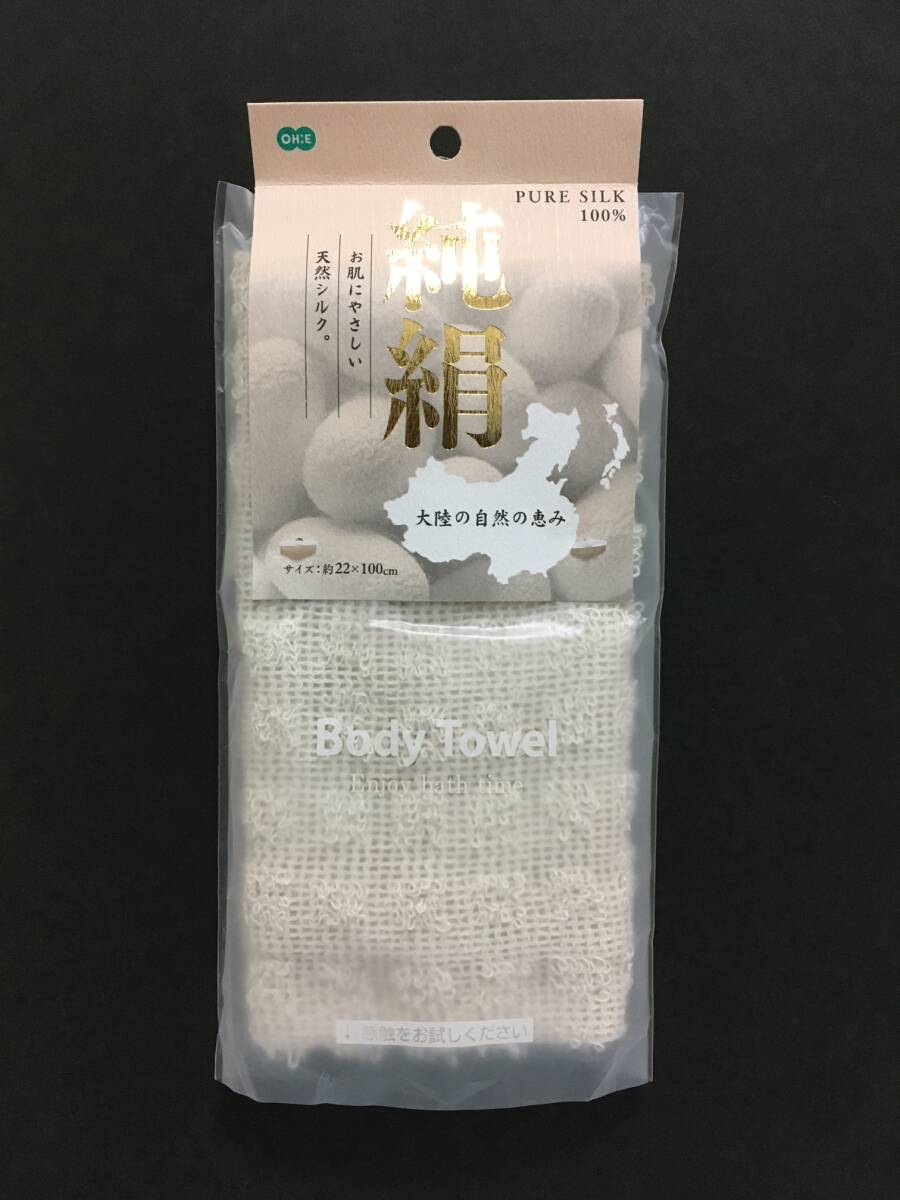 OH:E
PURE SILK
100%
純絹
お肌にやさしい
天然シルク。
大陸の自然の恵み
サイズ:約22×100cm
Body Towel
Enjoy bath time
↓ 感触をお試しください